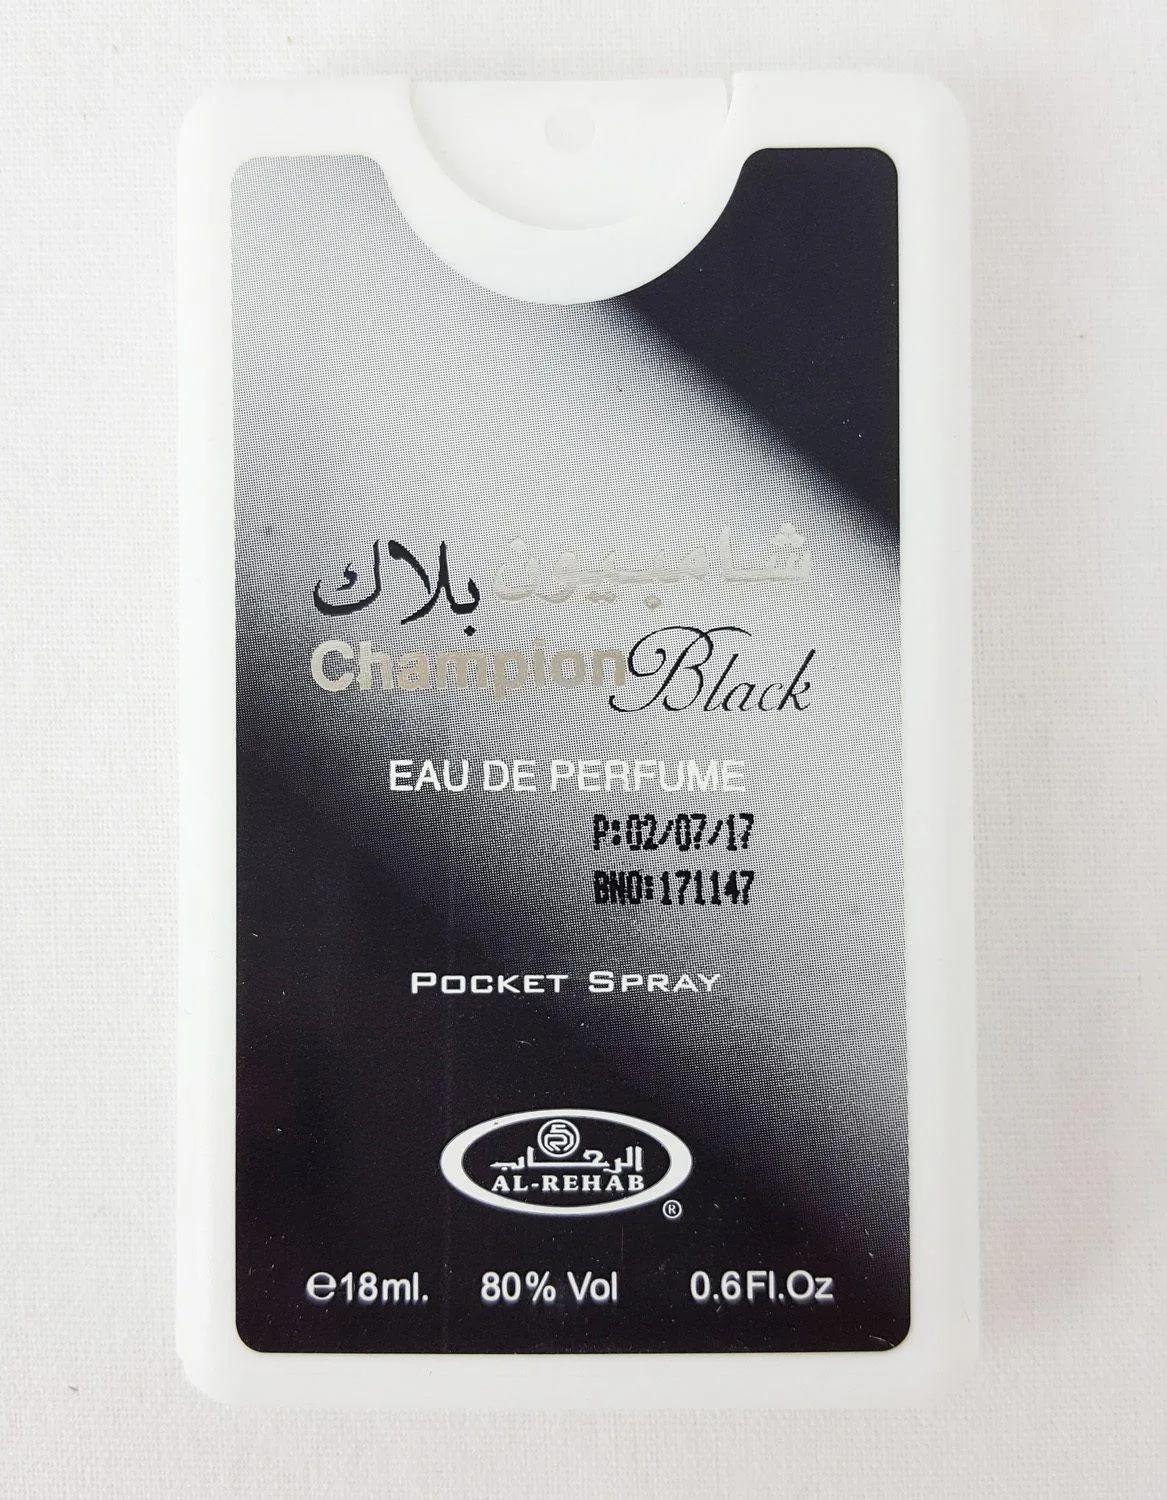 شامبيون بلاك
Champion Black
EAU DE PERFUME
P:02/07/17
BNO:171147
POCKET SPRAY
الرحاب
AL-REHAB
®
℮18ml. 80% Vol 0.6Fl.Oz